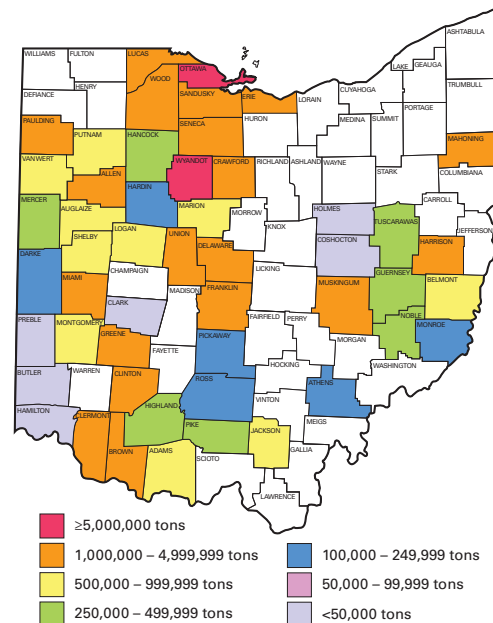 ASHTABULA
WILLIAMS
FULTON
LUCAS
OTTAWA
LAKE
GEAUGA
WOOD
HENRY
SANDUSKY
ERIE
LORAIN
CUYAHOGA
TRUMBULL
DEFIANCE
PORTAGE
PAULDING
PUTNAM
HANCOCK
SENECA
HURON
MEDINA
SUMMIT
MAHONING
VAN WERT
ALLEN
WYANDOT
CRAWFORD
RICHLAND
ASHLAND
WAYNE
STARK
COLUMBIANA
HARDIN
MERCER
AUGLAIZE
MARION
MORROW
HOLMES
CARROLL
TUSCARAWAS
JEFFERSON
SHELBY
LOGAN
UNION
KNOX
COSHOCTON
DELAWARE
HARRISON
DARKE
CHAMPAIGN
LICKING
GUERNSEY
MIAMI
MADISON
FRANKLIN
MUSKINGUM
BELMONT
CLARK
PREBLE
MONTGOMERY
FAIRFIELD
PERRY
NOBLE
MONROE
GREENE
PICKAWAY
MORGAN
FAYETTE
WASHINGTON
BUTLER
WARREN
CLINTON
ROSS
HOCKING
ATHENS
VINTON
HAMILTON
CLERMONT
HIGHLAND
MEIGS
PIKE
JACKSON
BROWN
ADAMS
SCIOTO
GALLIA
LAWRENCE
≥5,000,000 tons
1,000,000 – 4,999,999 tons
100,000 – 249,999 tons
500,000 – 999,999 tons
50,000 – 99,999 tons
250,000 – 499,999 tons
<50,000 tons